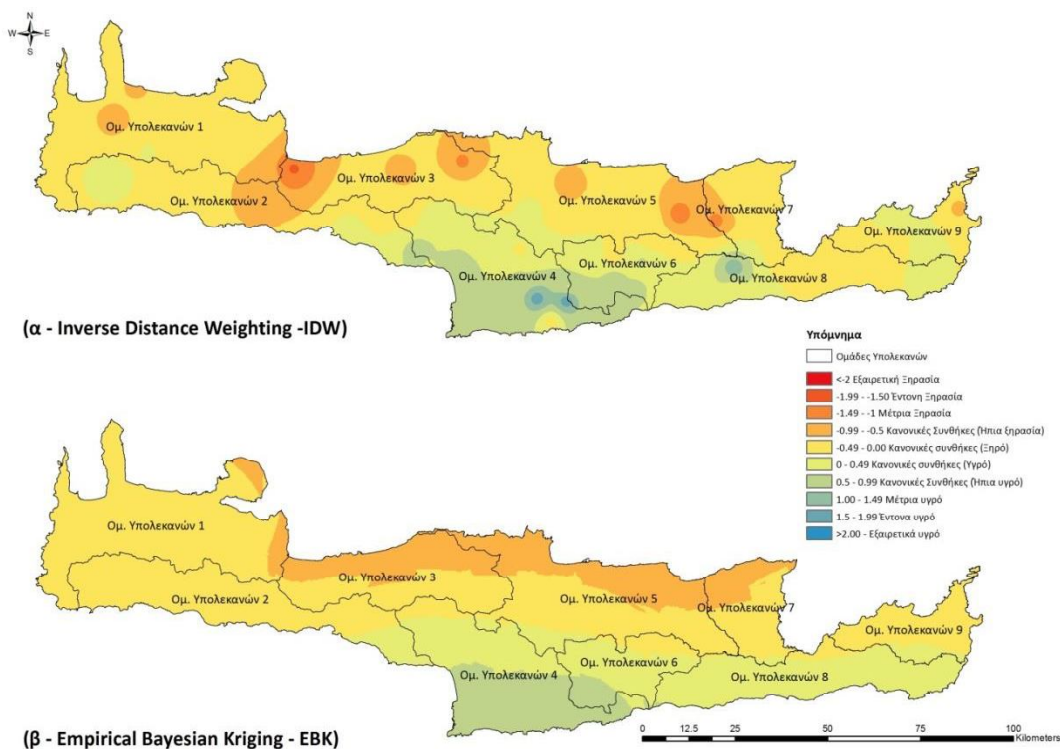 N
W E
S
Ομ. Υπολεκανών 1
Ομ. Υπολεκανών 2
Ομ. Υπολεκανών 3
Ομ. Υπολεκανών 4
Ομ. Υπολεκανών 5
Ομ. Υπολεκανών 6
Ομ. Υπολεκανών 7
Ομ. Υπολεκανών 8
Ομ. Υπολεκανών 9
(α - Inverse Distance Weighting -IDW)
Υπόμνημα
Ομάδες Υπολεκανών
<-2 Εξαιρετική Ξηρασία
-1.99 - -1.50 Έντονη Ξηρασία
-1.49 - -1 Μέτρια Ξηρασία
-0.99 - -0.5 Κανονικές Συνθήκες (Ήπια ξηρασία)
-0.49 - 0.00 Κανονικές συνθήκες (Ξηρό)
0 - 0.49 Κανονικές συνθήκες (Υγρό)
0.5 - 0.99 Κανονικές Συνθήκες (Ήπια υγρό)
1.00 - 1.49 Μέτρια υγρό
1.5 - 1.99 Έντονα υγρό
>2.00 - Εξαιρετικά υγρό
Ομ. Υπολεκανών 1
Ομ. Υπολεκανών 2
Ομ. Υπολεκανών 3
Ομ. Υπολεκανών 4
Ομ. Υπολεκανών 5
Ομ. Υπολεκανών 6
Ομ. Υπολεκανών 7
Ομ. Υπολεκανών 8
Ομ. Υπολεκανών 9
(β - Empirical Bayesian Kriging - EBK)
0 12.5 25 50 75 100
Kilometers